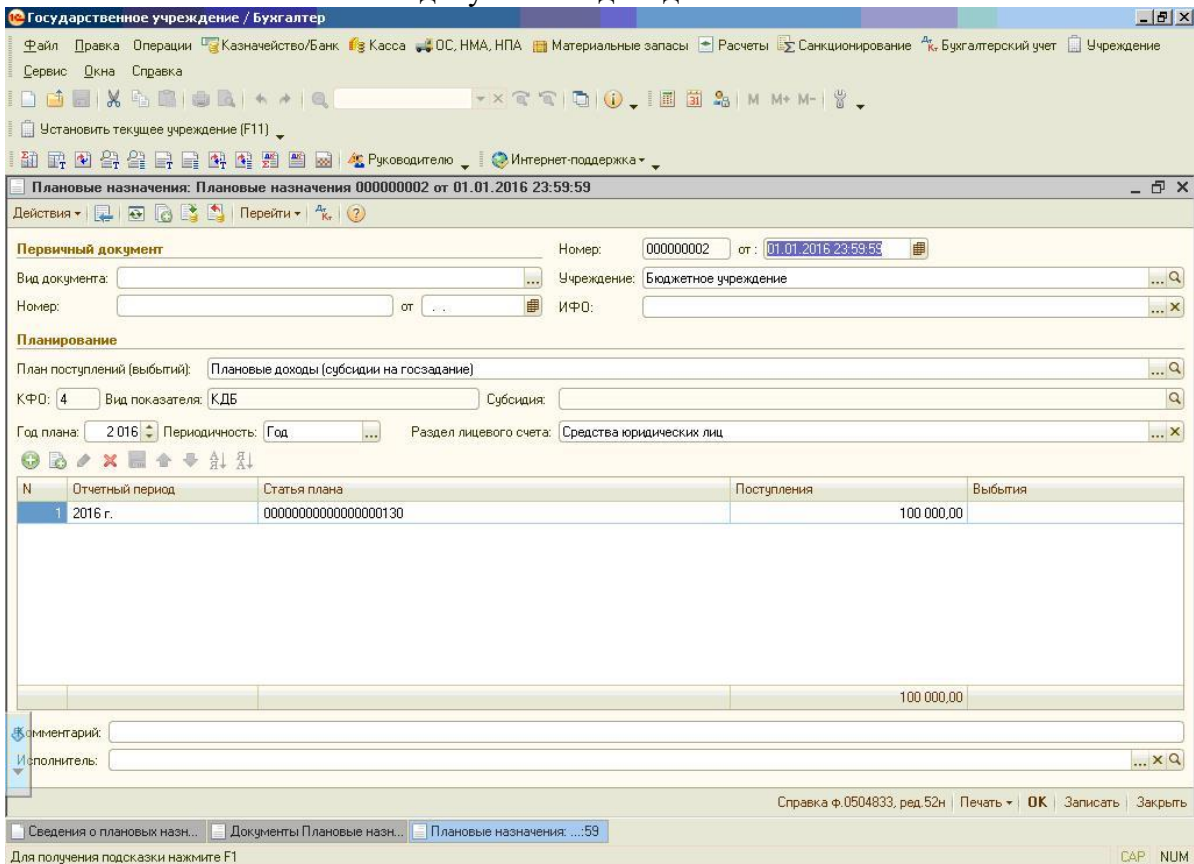 Государственное учреждение / Бухгалтер
Файл Правка Операции Казначейство/Банк Касса ОС, НМА, НПА Материальные запасы Расчеты Санкционирование Бухгалтерский учет Учреждение
Сервис Окна Справка
M M+ M-
Установить текущее учреждение (F11)
Руководителю Интернет-поддержка
Плановые назначения: Плановые назначения 000000002 от 01.01.2016 23:59:59
Действия Перейти
Первичный документ Номер: 000000002 от: 01.01.2016 23:59:59
Вид документа: ... Учреждение: Бюджетное учреждение ...
Номер: от . . ИФО: ...
Планирование
План поступлений (выбытий): Плановые доходы (субсидии на госзадание) ...
КФО: 4 Вид показателя: КДБ Субсидия:
Год плана: 2 016 Периодичность: Год ... Раздел лицевого счета: Средства юридических лиц ...
N Отчетный период Статья плана Поступления Выбытия
1 2016 г. 00000000000000000130 100 000,00
100 000,00
Комментарий:
Исполнитель: ...
Справка ф.0504833, ред.52н Печать OK Записать Закрыть
Сведения о плановых назн... Документы Плановые назн... Плановые назначения: ...:59
Для получения подсказки нажмите F1 CAP NUM